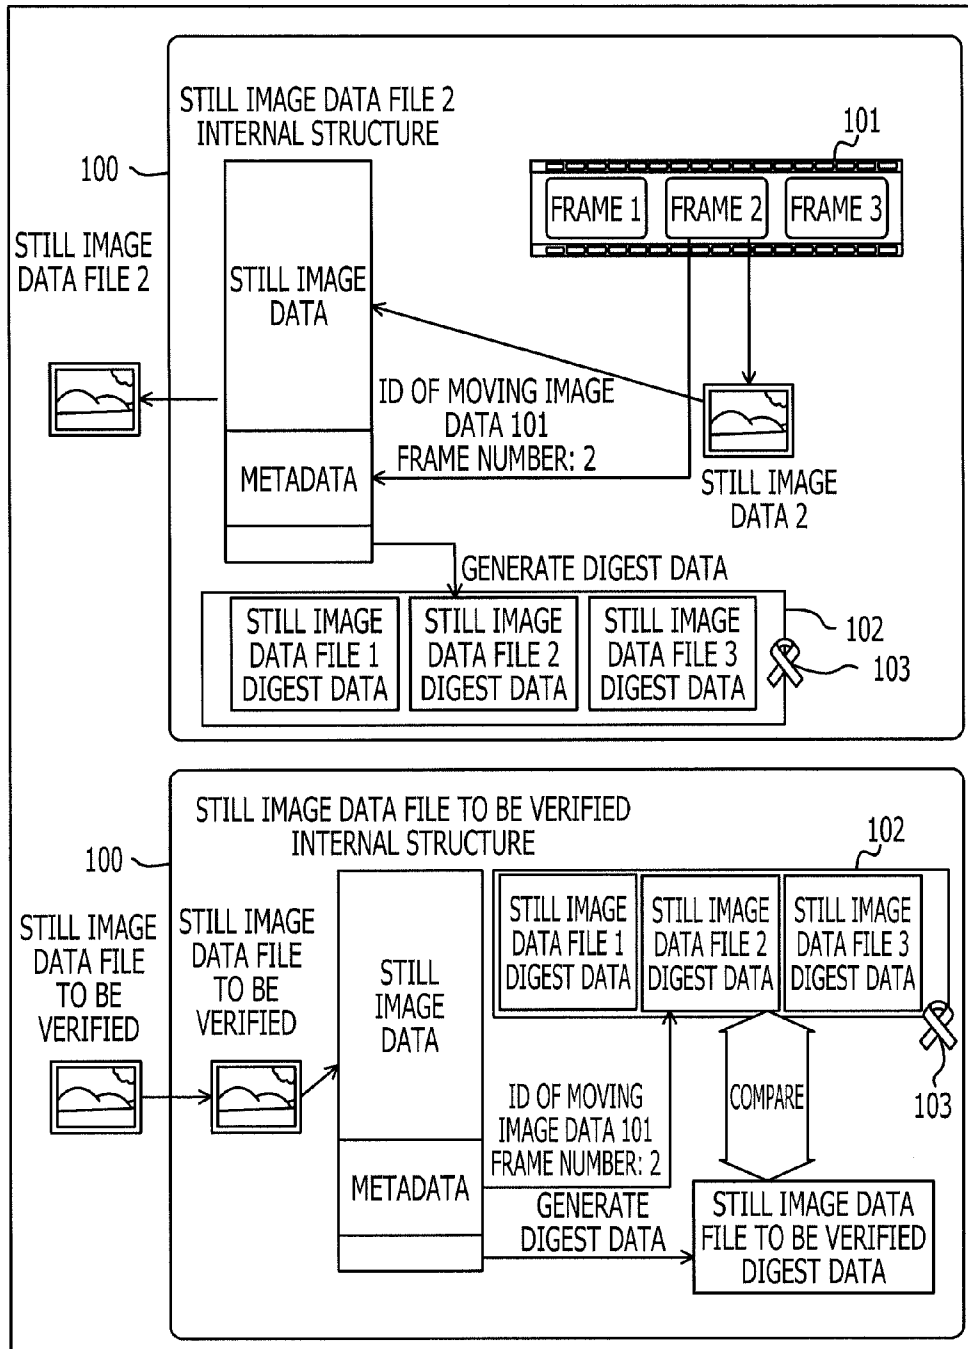 STILL IMAGE DATA FILE 2
INTERNAL STRUCTURE
101
100
FRAME 1
FRAME 2
FRAME 3
STILL IMAGE
DATA FILE 2
STILL IMAGE
DATA
ID OF MOVING IMAGE
DATA 101
FRAME NUMBER: 2
METADATA
STILL IMAGE
DATA 2
GENERATE DIGEST DATA
STILL IMAGE
DATA FILE 1
DIGEST DATA
STILL IMAGE
DATA FILE 2
DIGEST DATA
STILL IMAGE
DATA FILE 3
DIGEST DATA
102
103
STILL IMAGE DATA FILE TO BE VERIFIED
INTERNAL STRUCTURE
102
100
STILL IMAGE
DATA FILE
TO BE
VERIFIED
STILL IMAGE
DATA FILE
TO BE
VERIFIED
STILL
IMAGE
DATA
STILL IMAGE
DATA FILE 1
DIGEST DATA
STILL IMAGE
DATA FILE 2
DIGEST DATA
STILL IMAGE
DATA FILE 3
DIGEST DATA
103
COMPARE
ID OF MOVING
IMAGE DATA 101
FRAME NUMBER: 2
METADATA
GENERATE
DIGEST DATA
STILL IMAGE DATA
FILE TO BE VERIFIED
DIGEST DATA